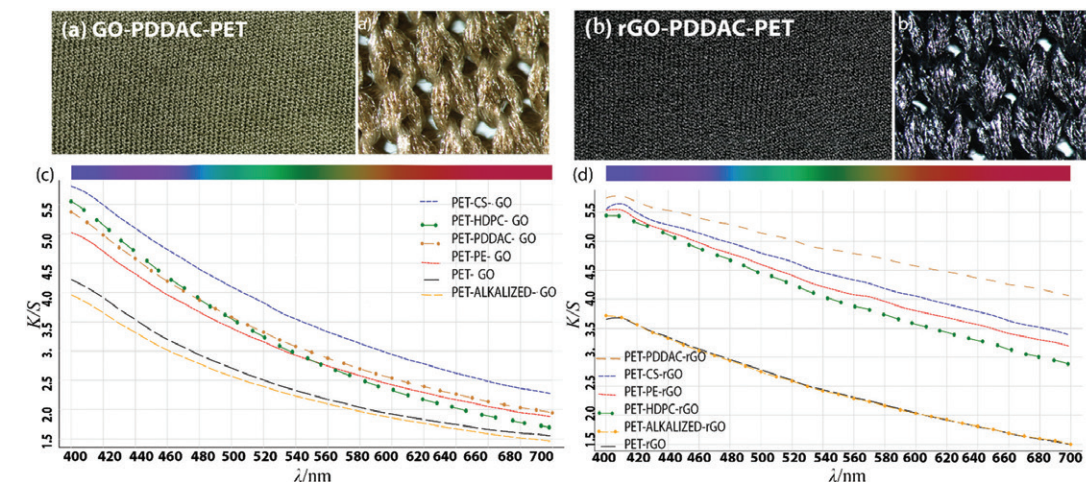 (a) GO-PDDAC-PET
a'
(b) rGO-PDDAC-PET
b'
(c)
5.5
5.0
4.5
4.0
3.5
3.
2.5
2.0
1.5
K/S
PET-CS- GO
PET-HDPC- GO
PET-PDDAC- GO
PET-PE- GO
PET- GO
PET-ALKALIZED- GO
400 420 440 460 480 500 520 540 560 580 600 620 640 660 680 700
λ/nm
(d)
5.5
5.0
4.5
4.0
3.5
3.
2.5
2.0
1.5
K/S
PET-PDDAC-rGO
PET-CS-rGO
PET-PE-rGO
PET-HDPC-rGO
PET-ALKALIZED-rGO
PET-rGO
400 420 440 460 480 500 520 540 560 580 600 620 640 660 680 700
λ/nm